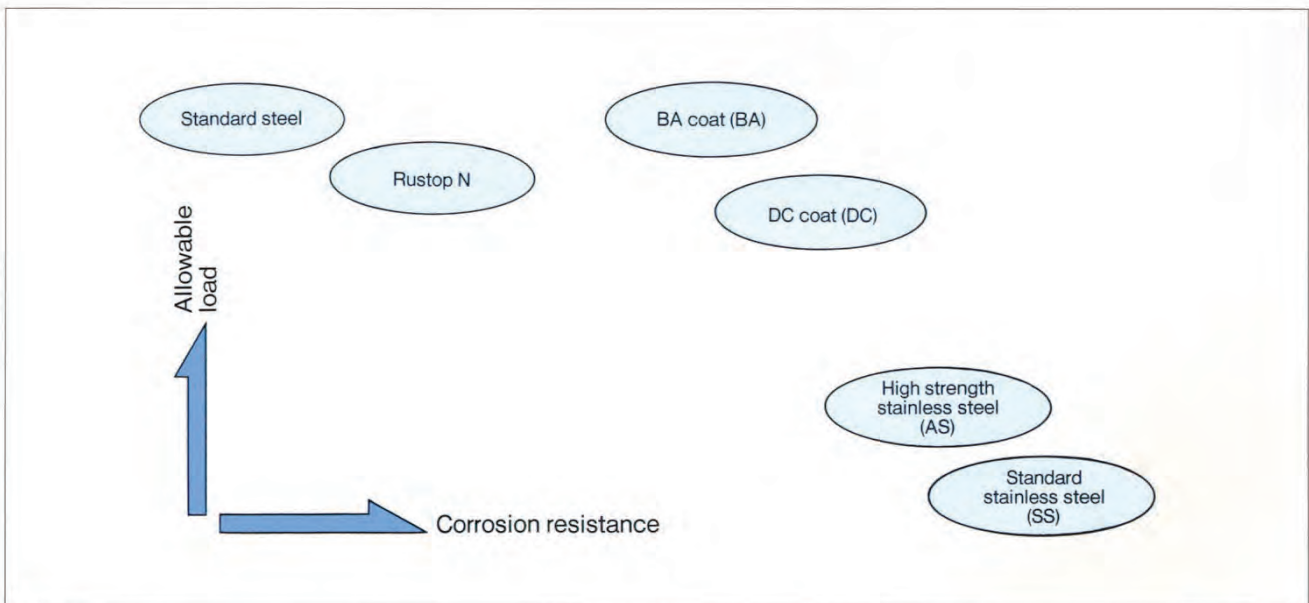 Standard steel
BA coat (BA)
Rustop N
DC coat (DC)
Allowable
load
High strength
stainless steel
(AS)
Standard
stainless steel
(SS)
Corrosion resistance